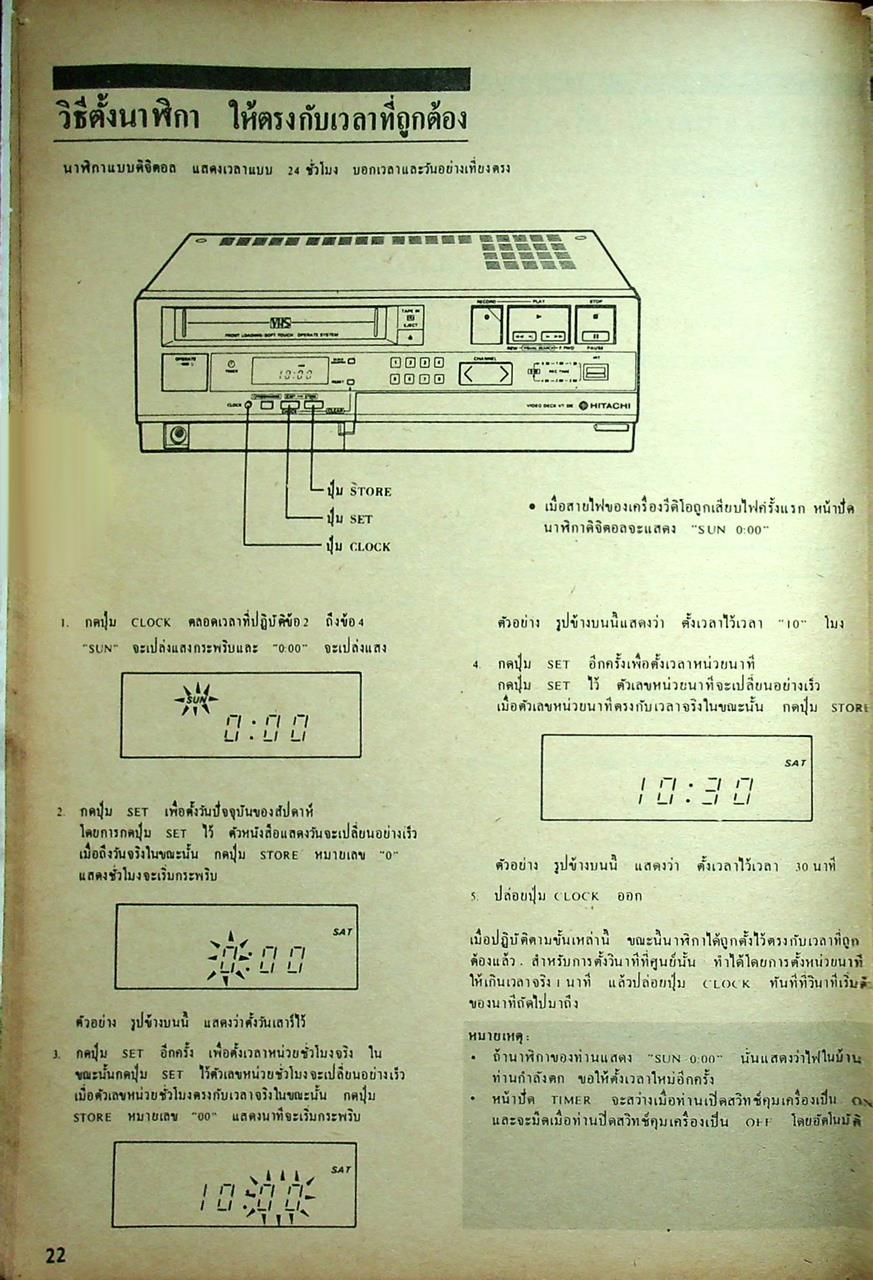 วิธีตั้งนาฬิกา ให้ตรงกับเวลาที่ถูกต้อง
นาฬิกาแบบดิจิตอล แสดงเวลาแบบ 24 ชั่วโมง บอกเวลาและวันอย่างเที่ยงตรง
RECORD PLAY STOP
TAPE IN
EJECT
VHS
FRONT LOADING SOFT TOUCH OPERATE SYSTEM
OPERATE
TIMER
10:00
1 2 3 4
5 6 7 8
CHANNEL
REC TIME
PAUSE
CLOCK
VIDEO DECK
HITACHI
ปุ่ม STORE
ปุ่ม SET
ปุ่ม CLOCK
• เมื่อสายไฟของเครื่องวีดีโอถูกเสียบไฟครั้งแรก หน้าปัด
นาฬิกาดิจิตอลจะแสดง "SUN 0:00"
1. กดปุ่ม CLOCK ตลอดเวลาที่ปฏิบัติข้อ 2 ถึงข้อ 4
"SUN" จะเปล่งแสงกระพริบและ "0:00" จะเปล่งแสง
SUN
0:00
2. กดปุ่ม SET เพื่อตั้งวันปัจจุบันของสัปดาห์
โดยการกดปุ่ม SET ไว้ ตัวหนังสือแสดงวันจะเปลี่ยนอย่างเร็ว
เมื่อถึงวันจริงในขณะนั้น กดปุ่ม STORE หมายเลข "0"
แสดงชั่วโมงจะเริ่มกระพริบ
SAT
0:00
ตัวอย่าง รูปข้างบนนี้ แสดงว่าตั้งวันเสาร์ไว้
3. กดปุ่ม SET อีกครั้ง เพื่อตั้งเวลาหน่วยชั่วโมงจริง ใน
ขณะนั้นกดปุ่ม SET ไว้ตัวเลขหน่วยชั่วโมงจะเปลี่ยนอย่างเร็ว
เมื่อตัวเลขหน่วยชั่วโมงตรงกับเวลาจริงในขณะนั้น กดปุ่ม
STORE หมายเลข "00" แสดงนาทีจะเริ่มกระพริบ
SAT
10:00
ตัวอย่าง รูปข้างบนนี้แสดงว่า ตั้งเวลาไว้เวลา "10" โมง
4. กดปุ่ม SET อีกครั้งเพื่อตั้งเวลาหน่วยนาที
กดปุ่ม SET ไว้ ตัวเลขหน่วยนาทีจะเปลี่ยนอย่างเร็ว
เมื่อตัวเลขหน่วยนาทีตรงกับเวลาจริงในขณะนั้น กดปุ่ม STORE
SAT
10:30
ตัวอย่าง รูปข้างบนนี้ แสดงว่า ตั้งเวลาไว้เวลา 30 นาที
5. ปล่อยปุ่ม CLOCK ออก
เมื่อปฏิบัติตามขั้นเหล่านี้ ขณะนี้นาฬิกาได้ถูกตั้งไว้ตรงกับเวลาที่ถูก
ต้องแล้ว. สำหรับการตั้งวินาทีที่ศูนย์นั้น ทำได้โดยการตั้งหน่วยนาที
ให้เกินเวลาจริง 1 นาที แล้วปล่อยปุ่ม CLOCK ทันทีที่วินาทีเริ่มต้
ของนาทีถัดไปมาถึง
หมายเหตุ:
• ถ้านาฬิกาของท่านแสดง "SUN 0:00" นั่นแสดงว่าไฟในบ้าน
ท่านกำลังตก ขอให้ตั้งเวลาใหม่อีกครั้ง
• หน้าปัด TIMER จะสว่างเมื่อท่านเปิดสวิทซ์คุมเครื่องเป็น ON
และจะมืดเมื่อท่านปิดสวิทซ์คุมเครื่องเป็น OFF โดยอัตโนมัติ
22